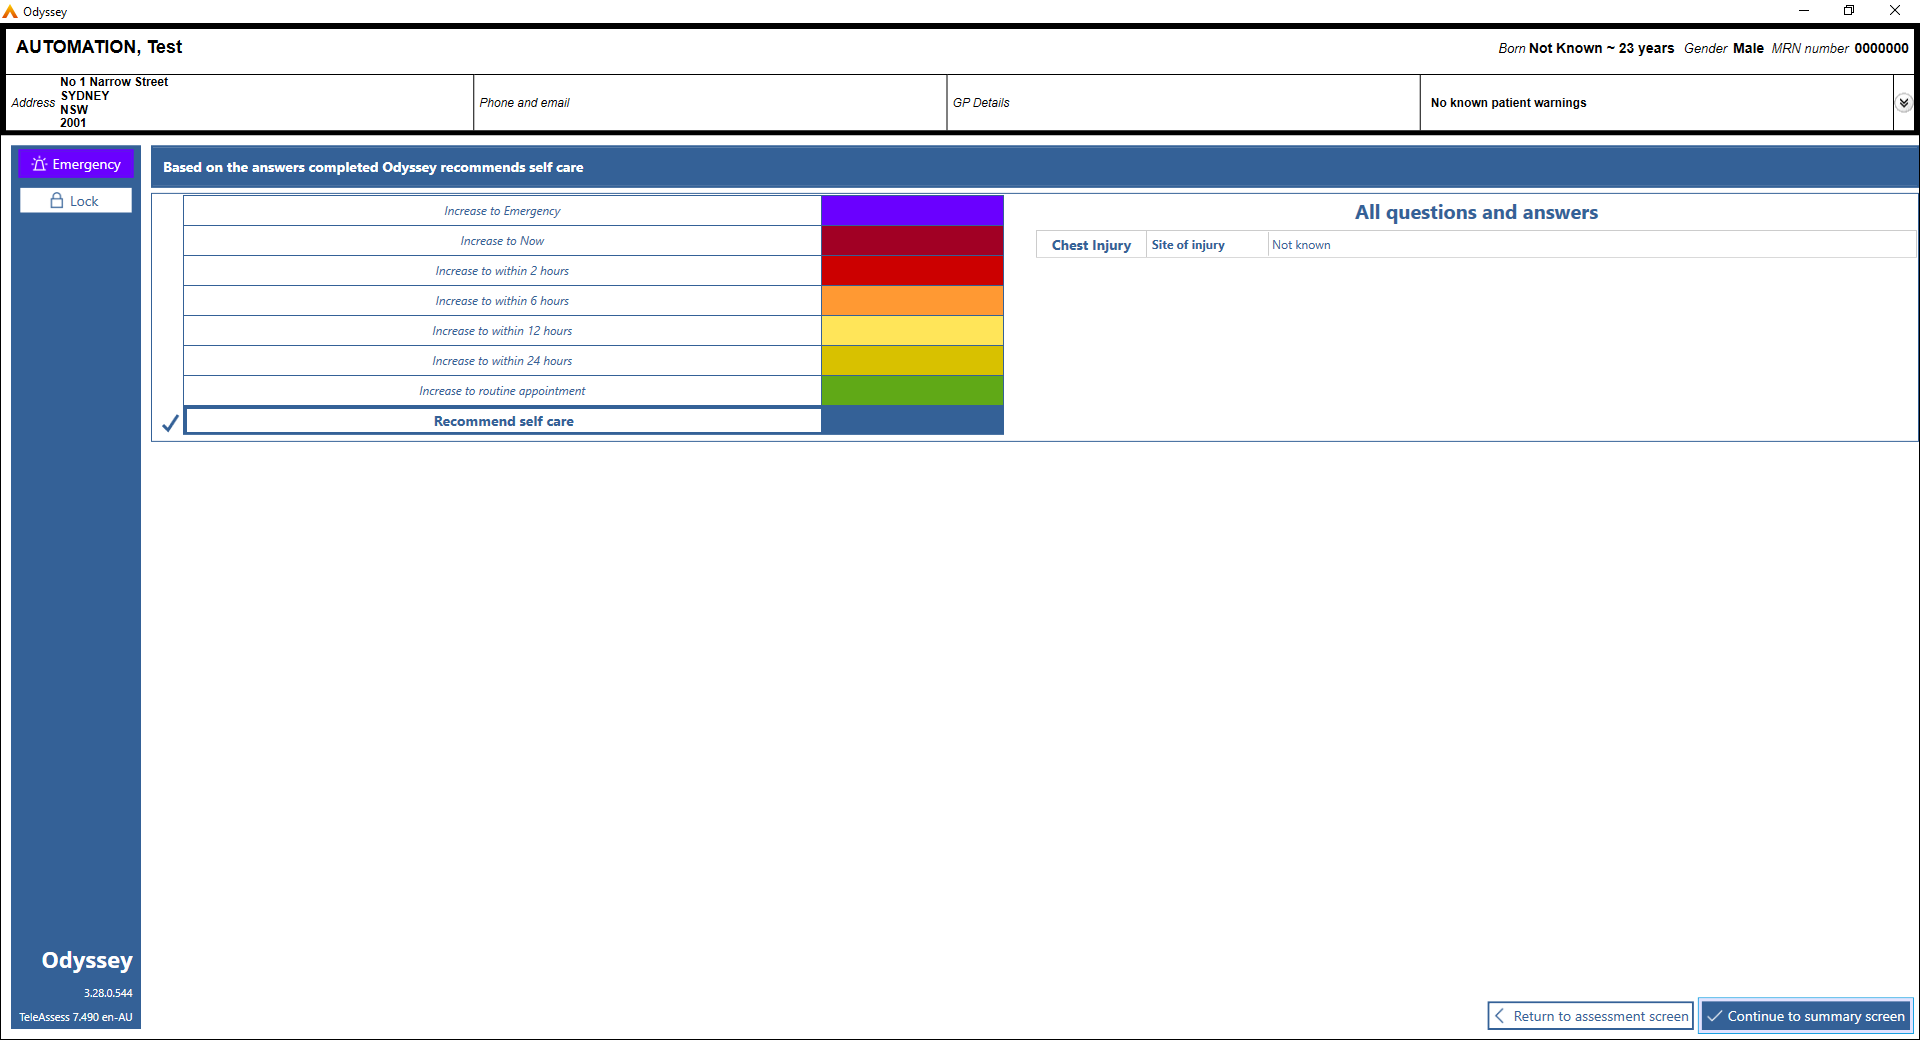 Odyssey
AUTOMATION, Test
Born Not Known ~ 23 years Gender Male MRN number 0000000
Address
No 1 Narrow Street
SYDNEY
NSW
2001
Phone and email
GP Details
No known patient warnings
Emergency
Lock
Based on the answers completed Odyssey recommends self care
Increase to Emergency
Increase to Now
Increase to within 2 hours
Increase to within 6 hours
Increase to within 12 hours
Increase to within 24 hours
Increase to routine appointment
Recommend self care
All questions and answers
Chest Injury Site of injury Not known
Odyssey
3.28.0.544
TeleAssess 7.490 en-AU
Return to assessment screen
Continue to summary screen